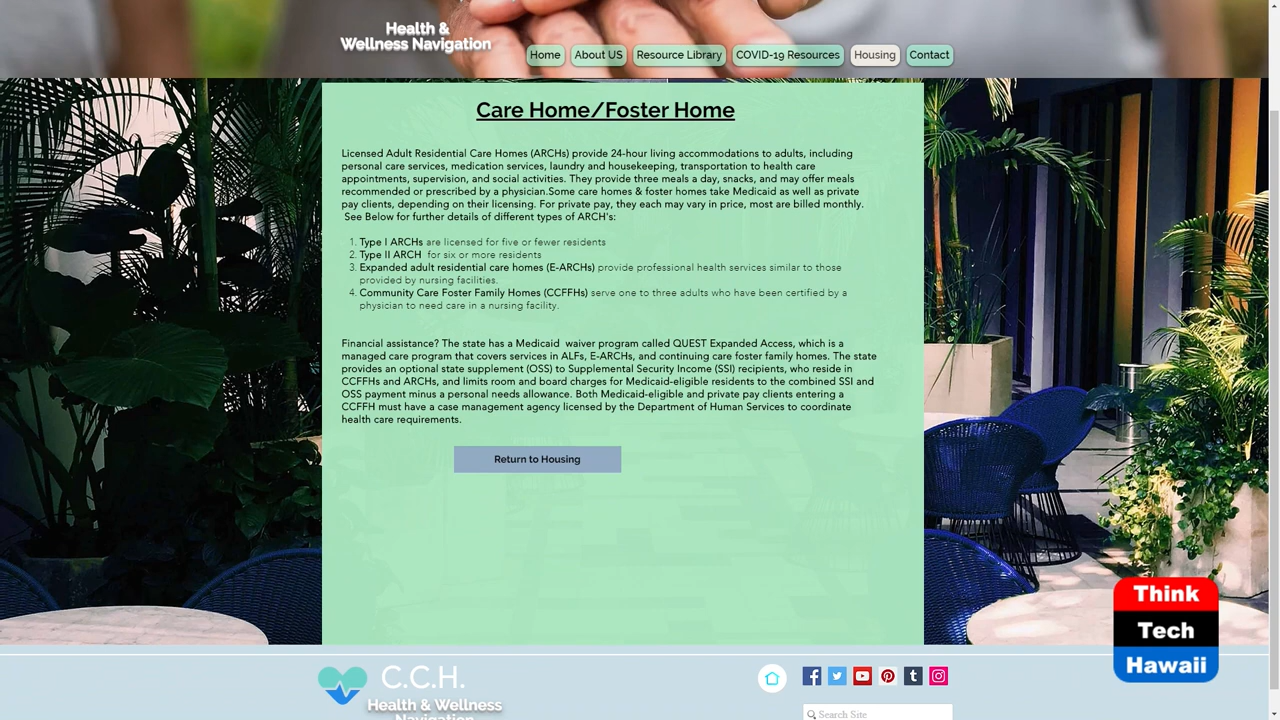 Health &
Wellness Navigation
Home
About US
Resource Library
COVID-19 Resources
Housing
Contact
Care Home/Foster Home
Licensed Adult Residential Care Homes (ARCHs) provide 24-hour living accommodations to adults, including
personal care services, medication services, laundry and housekeeping, transportation to health care
appointments, supervision, and social activities. They provide three meals a day, snacks, and may offer meals
recommended or prescribed by a physician.Some care homes & foster homes take Medicaid as well as private
pay clients, depending on their licensing. For private pay, they each may vary in price, most are billed monthly.
See Below for further details of different types of ARCH's:
1. Type I ARCHs are licensed for five or fewer residents
2. Type II ARCH for six or more residents
3. Expanded adult residential care homes (E-ARCHs) provide professional health services similar to those
provided by nursing facilities.
4. Community Care Foster Family Homes (CCFFHs) serve one to three adults who have been certified by a
physician to need care in a nursing facility.
Financial assistance? The state has a Medicaid waiver program called QUEST Expanded Access, which is a
managed care program that covers services in ALFs, E-ARCHs, and continuing care foster family homes. The state
provides an optional state supplement (OSS) to Supplemental Security Income (SSI) recipients, who reside in
CCFFHs and ARCHs, and limits room and board charges for Medicaid-eligible residents to the combined SSI and
OSS payment minus a personal needs allowance. Both Medicaid-eligible and private pay clients entering a
CCFFH must have a case management agency licensed by the Department of Human Services to coordinate
health care requirements.
Return to Housing
Think
Tech
Hawaii
C.C.H.
Health & Wellness
Navigation
Search Site